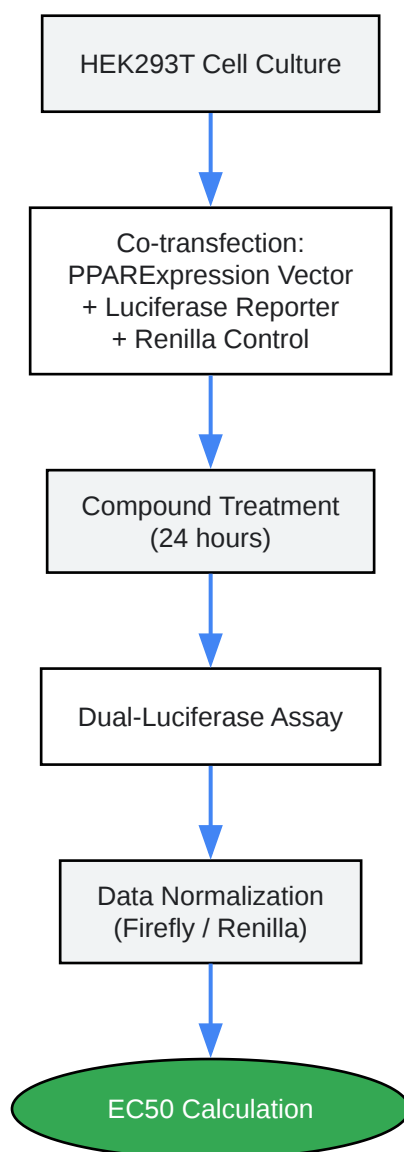 HEK293T Cell Culture
Co-transfection:
PPARExpression Vector
+ Luciferase Reporter
+ Renilla Control
Compound Treatment
(24 hours)
Dual-Luciferase Assay
Data Normalization
(Firefly / Renilla)
EC50 Calculation